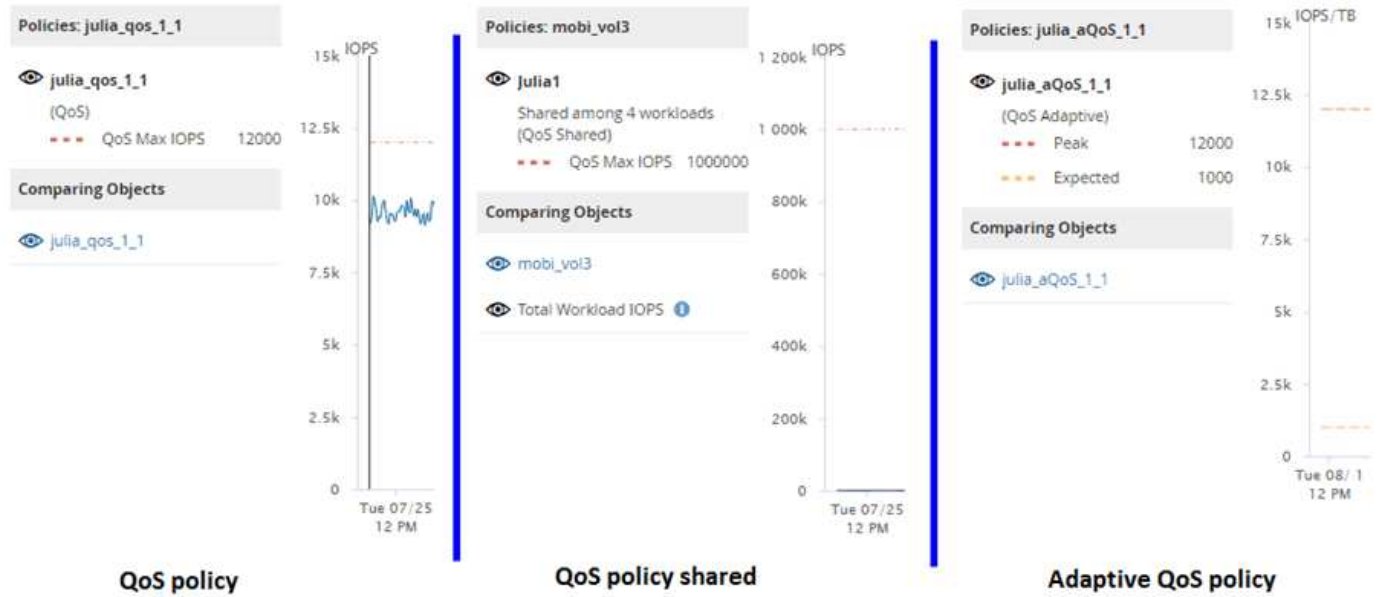 Policies: julia_qos_1_1
julia_qos_1_1
(QoS)
QoS Max IOPS 12000
Comparing Objects
julia_qos_1_1
IOPS
15k
12.5k
10k
7.5k
5k
2.5k
0
Tue 07/25
12 PM
QoS policy
Policies: mobi_vol3
Julia1
Shared among 4 workloads
(QoS Shared)
QoS Max IOPS 1000000
Comparing Objects
mobi_vol3
Total Workload IOPS i
IOPS
1 200k
1 000k
800k
600k
400k
200k
0
Tue 07/25
12 PM
QoS policy shared
Policies: julia_aQoS_1_1
julia_aQoS_1_1
(QoS Adaptive)
Peak 12000
Expected 1000
Comparing Objects
julia_aQoS_1_1
15k IOPS/TB
12.5k
10k
7.5k
5k
2.5k
0
Tue 08/ 1
12 PM
Adaptive QoS policy